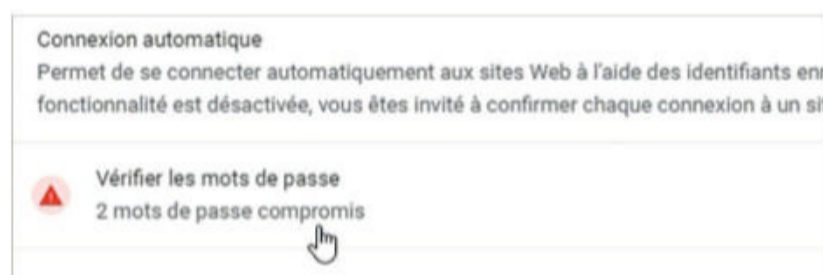 Connexion automatique
Permet de se connecter automatiquement aux sites Web à l'aide des identifiants
fonctionnalité est désactivée, vous êtes invité à confirmer chaque connexion à un
Vérifier les mots de passe
2 mots de passe compromis